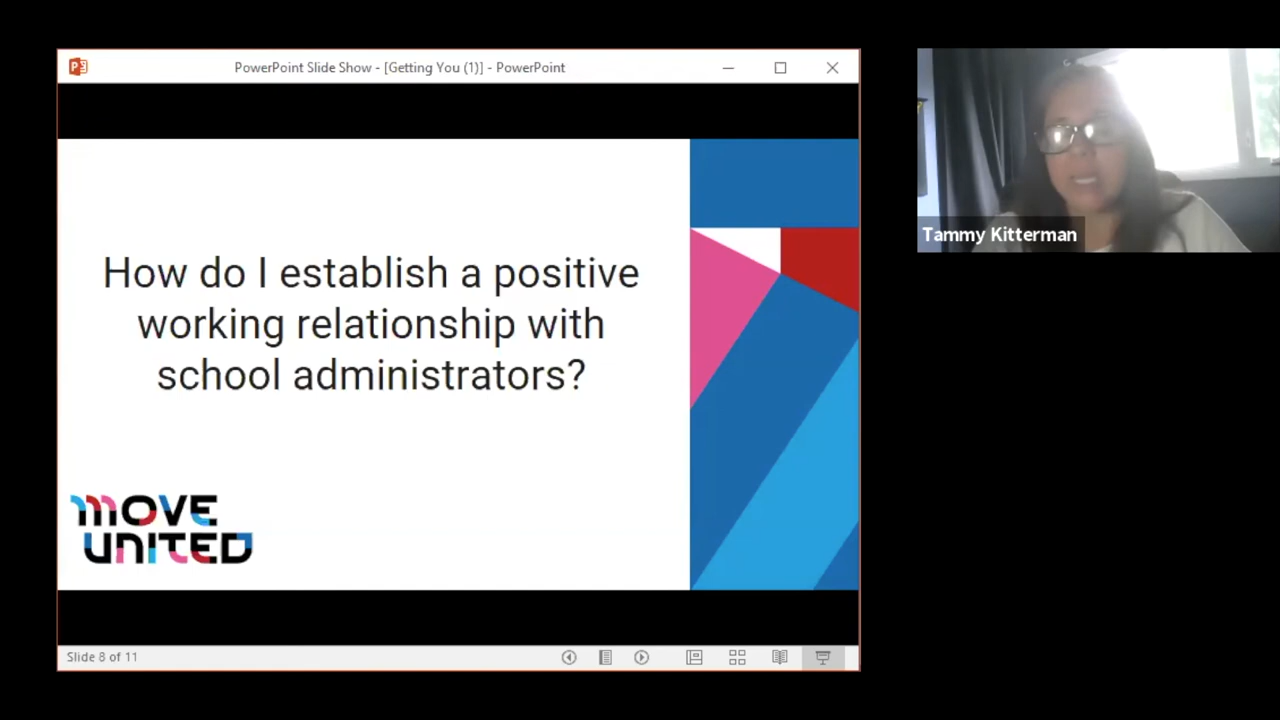 PowerPoint Slide Show - [Getting You (1)] - PowerPoint
How do I establish a positive
working relationship with
school administrators?
MOVE
UNITED
Slide 8 of 11
Tammy Kitterman